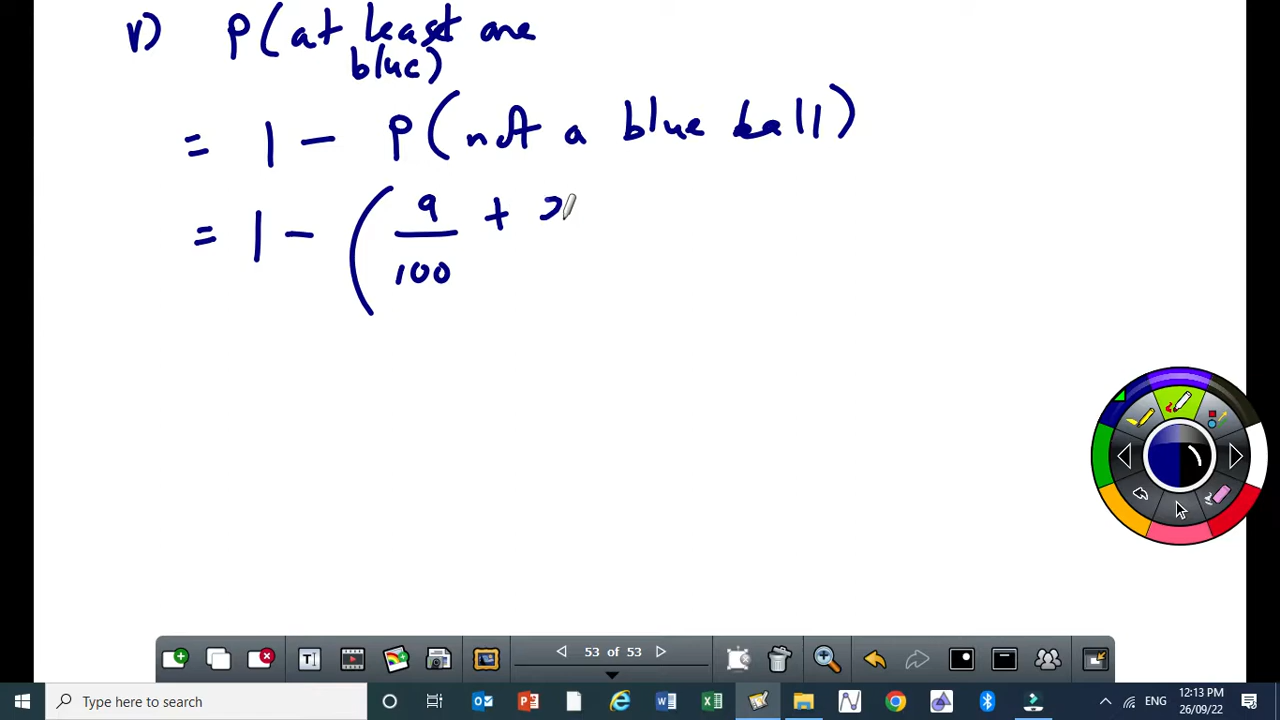 v) P(at least one
blue)
= 1 - P(not a blue ball)
= 1 - ( 9/100 + 2
53 of 53
Type here to search
ENG
12:13 PM
26/09/22